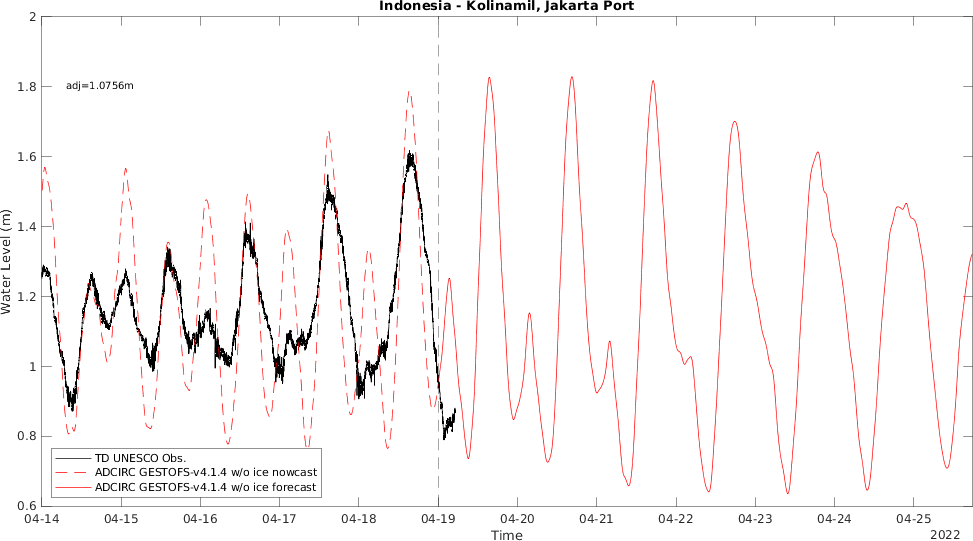 Indonesia - Kolinamil, Jakarta Port
2
1.8
1.6
1.4
1.2
1
0.8
0.6
Water Level (m)
adj=1.0756m
TD UNESCO Obs.
ADCIRC GESTOFS-v4.1.4 w/o ice nowcast
ADCIRC GESTOFS-v4.1.4 w/o ice forecast
04-14 04-15 04-16 04-17 04-18 04-19 04-20 04-21 04-22 04-23 04-24 04-25
Time
2022